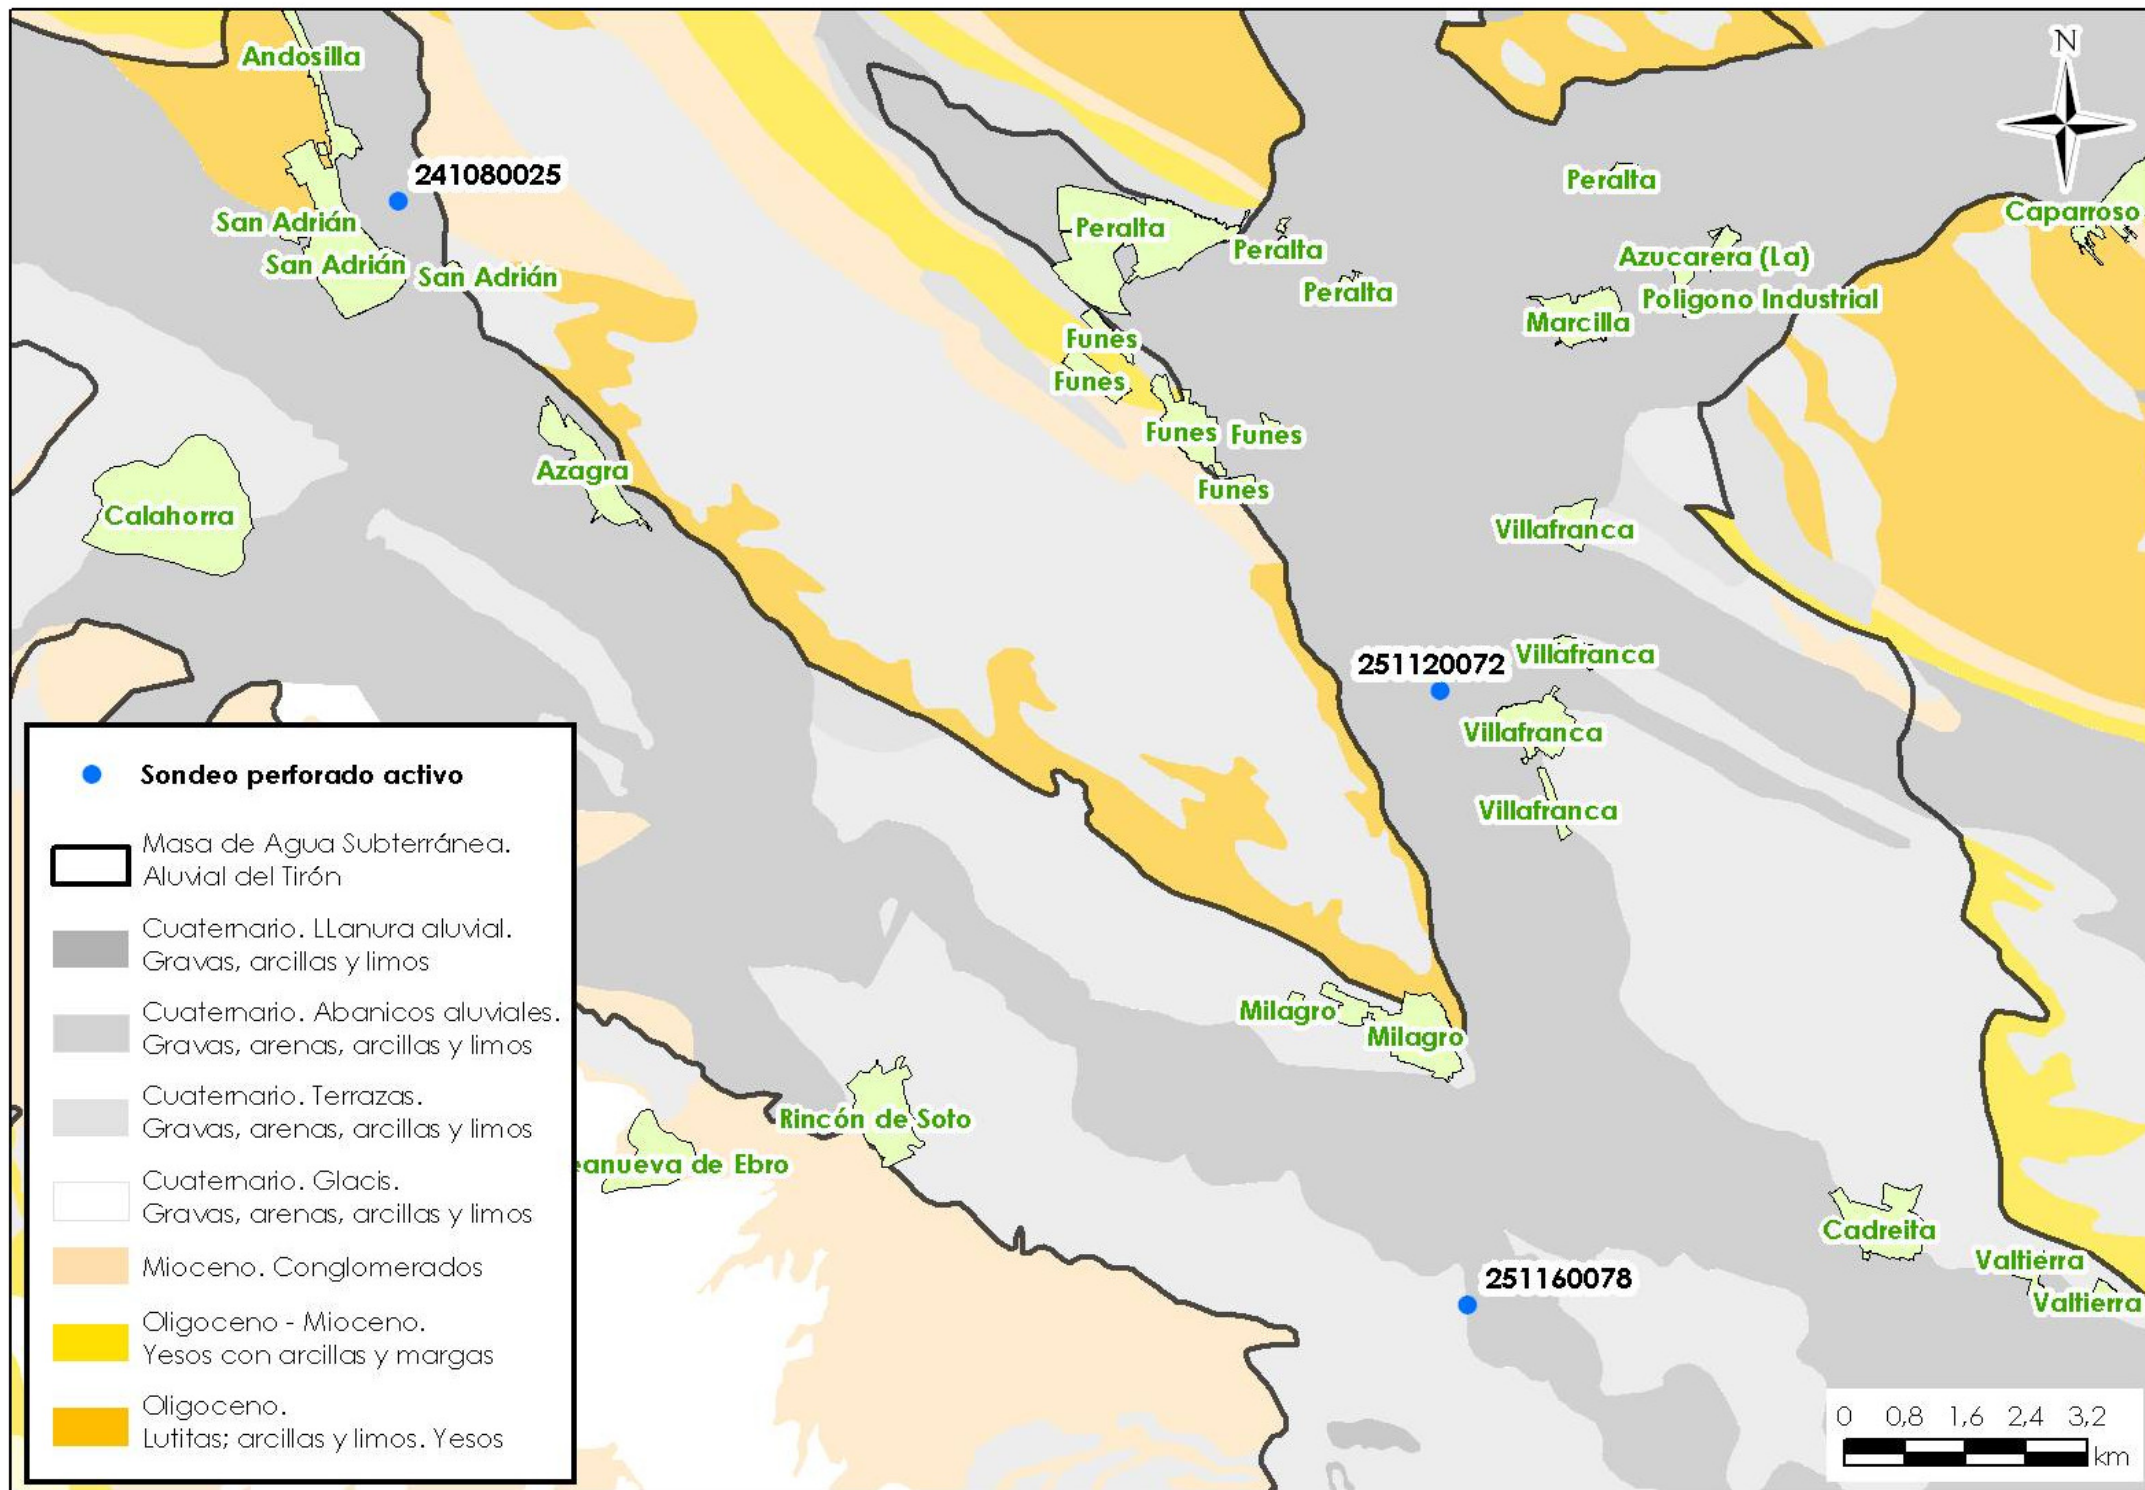 N
Andosilla
241080025
Peralta
Caparroso
San Adrián
Peralta
Peralta
Azucarera (La)
San Adrián
San Adrián
Peralta
Poligono Industrial
Marcilla
Funes
Funes
Funes
Funes
Azagra
Funes
Calahorra
Villafranca
251120072
Villafranca
Villafranca
Villafranca
Milagro
Milagro
Rincón de Soto
eanueva de Ebro
Cadreita
Valtierra
251160078
Valtierra
Sondeo perforado activo
Masa de Agua Subterránea.
Aluvial del Tirón
Cuaternario. LLanura aluvial.
Gravas, arcillas y limos
Cuaternario. Abanicos aluviales.
Gravas, arenas, arcillas y limos
Cuaternario. Terrazas.
Gravas, arenas, arcillas y limos
Cuaternario. Glacis.
Gravas, arenas, arcillas y limos
Mioceno. Conglomerados
Oligoceno - Mioceno.
Yesos con arcillas y margas
Oligoceno.
Lutitas; arcillas y limos. Yesos
0 0,8 1,6 2,4 3,2
km